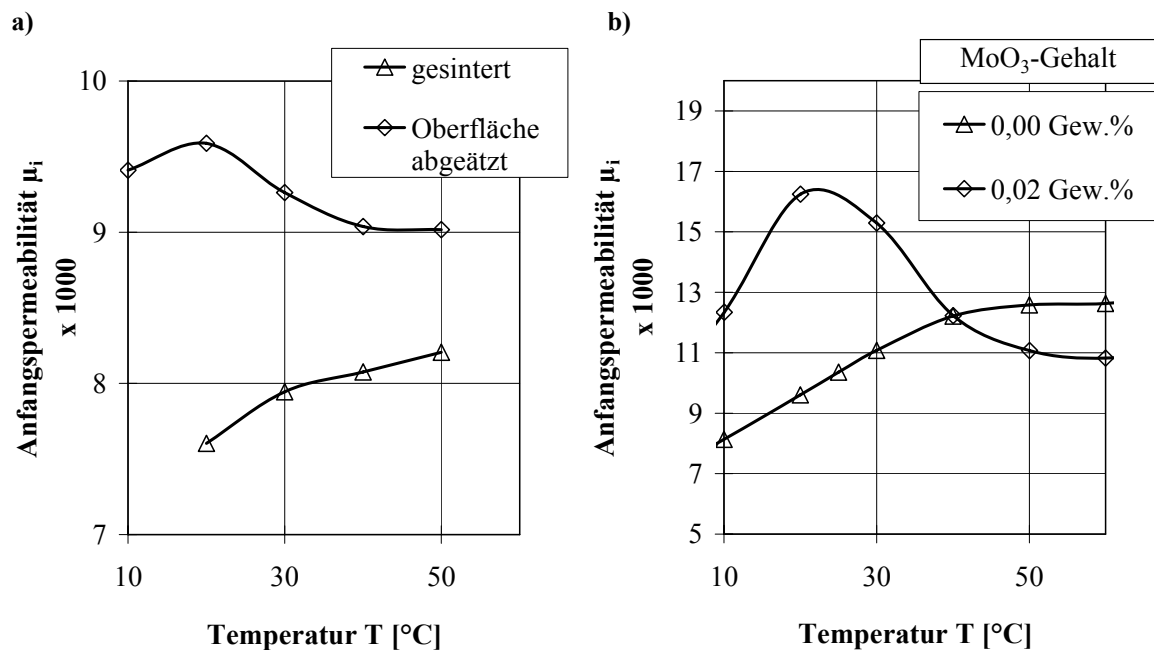 a)
gesintert
Oberfläche
abgeätzt
10
9
8
7
Anfangspermeabilität μi
x 1000
10 30 50
Temperatur T [°C]
b)
MoO3-Gehalt
0,00 Gew.%
0,02 Gew.%
19
17
15
13
11
9
7
5
Anfangspermeabilität μi
x 1000
10 30 50
Temperatur T [°C]